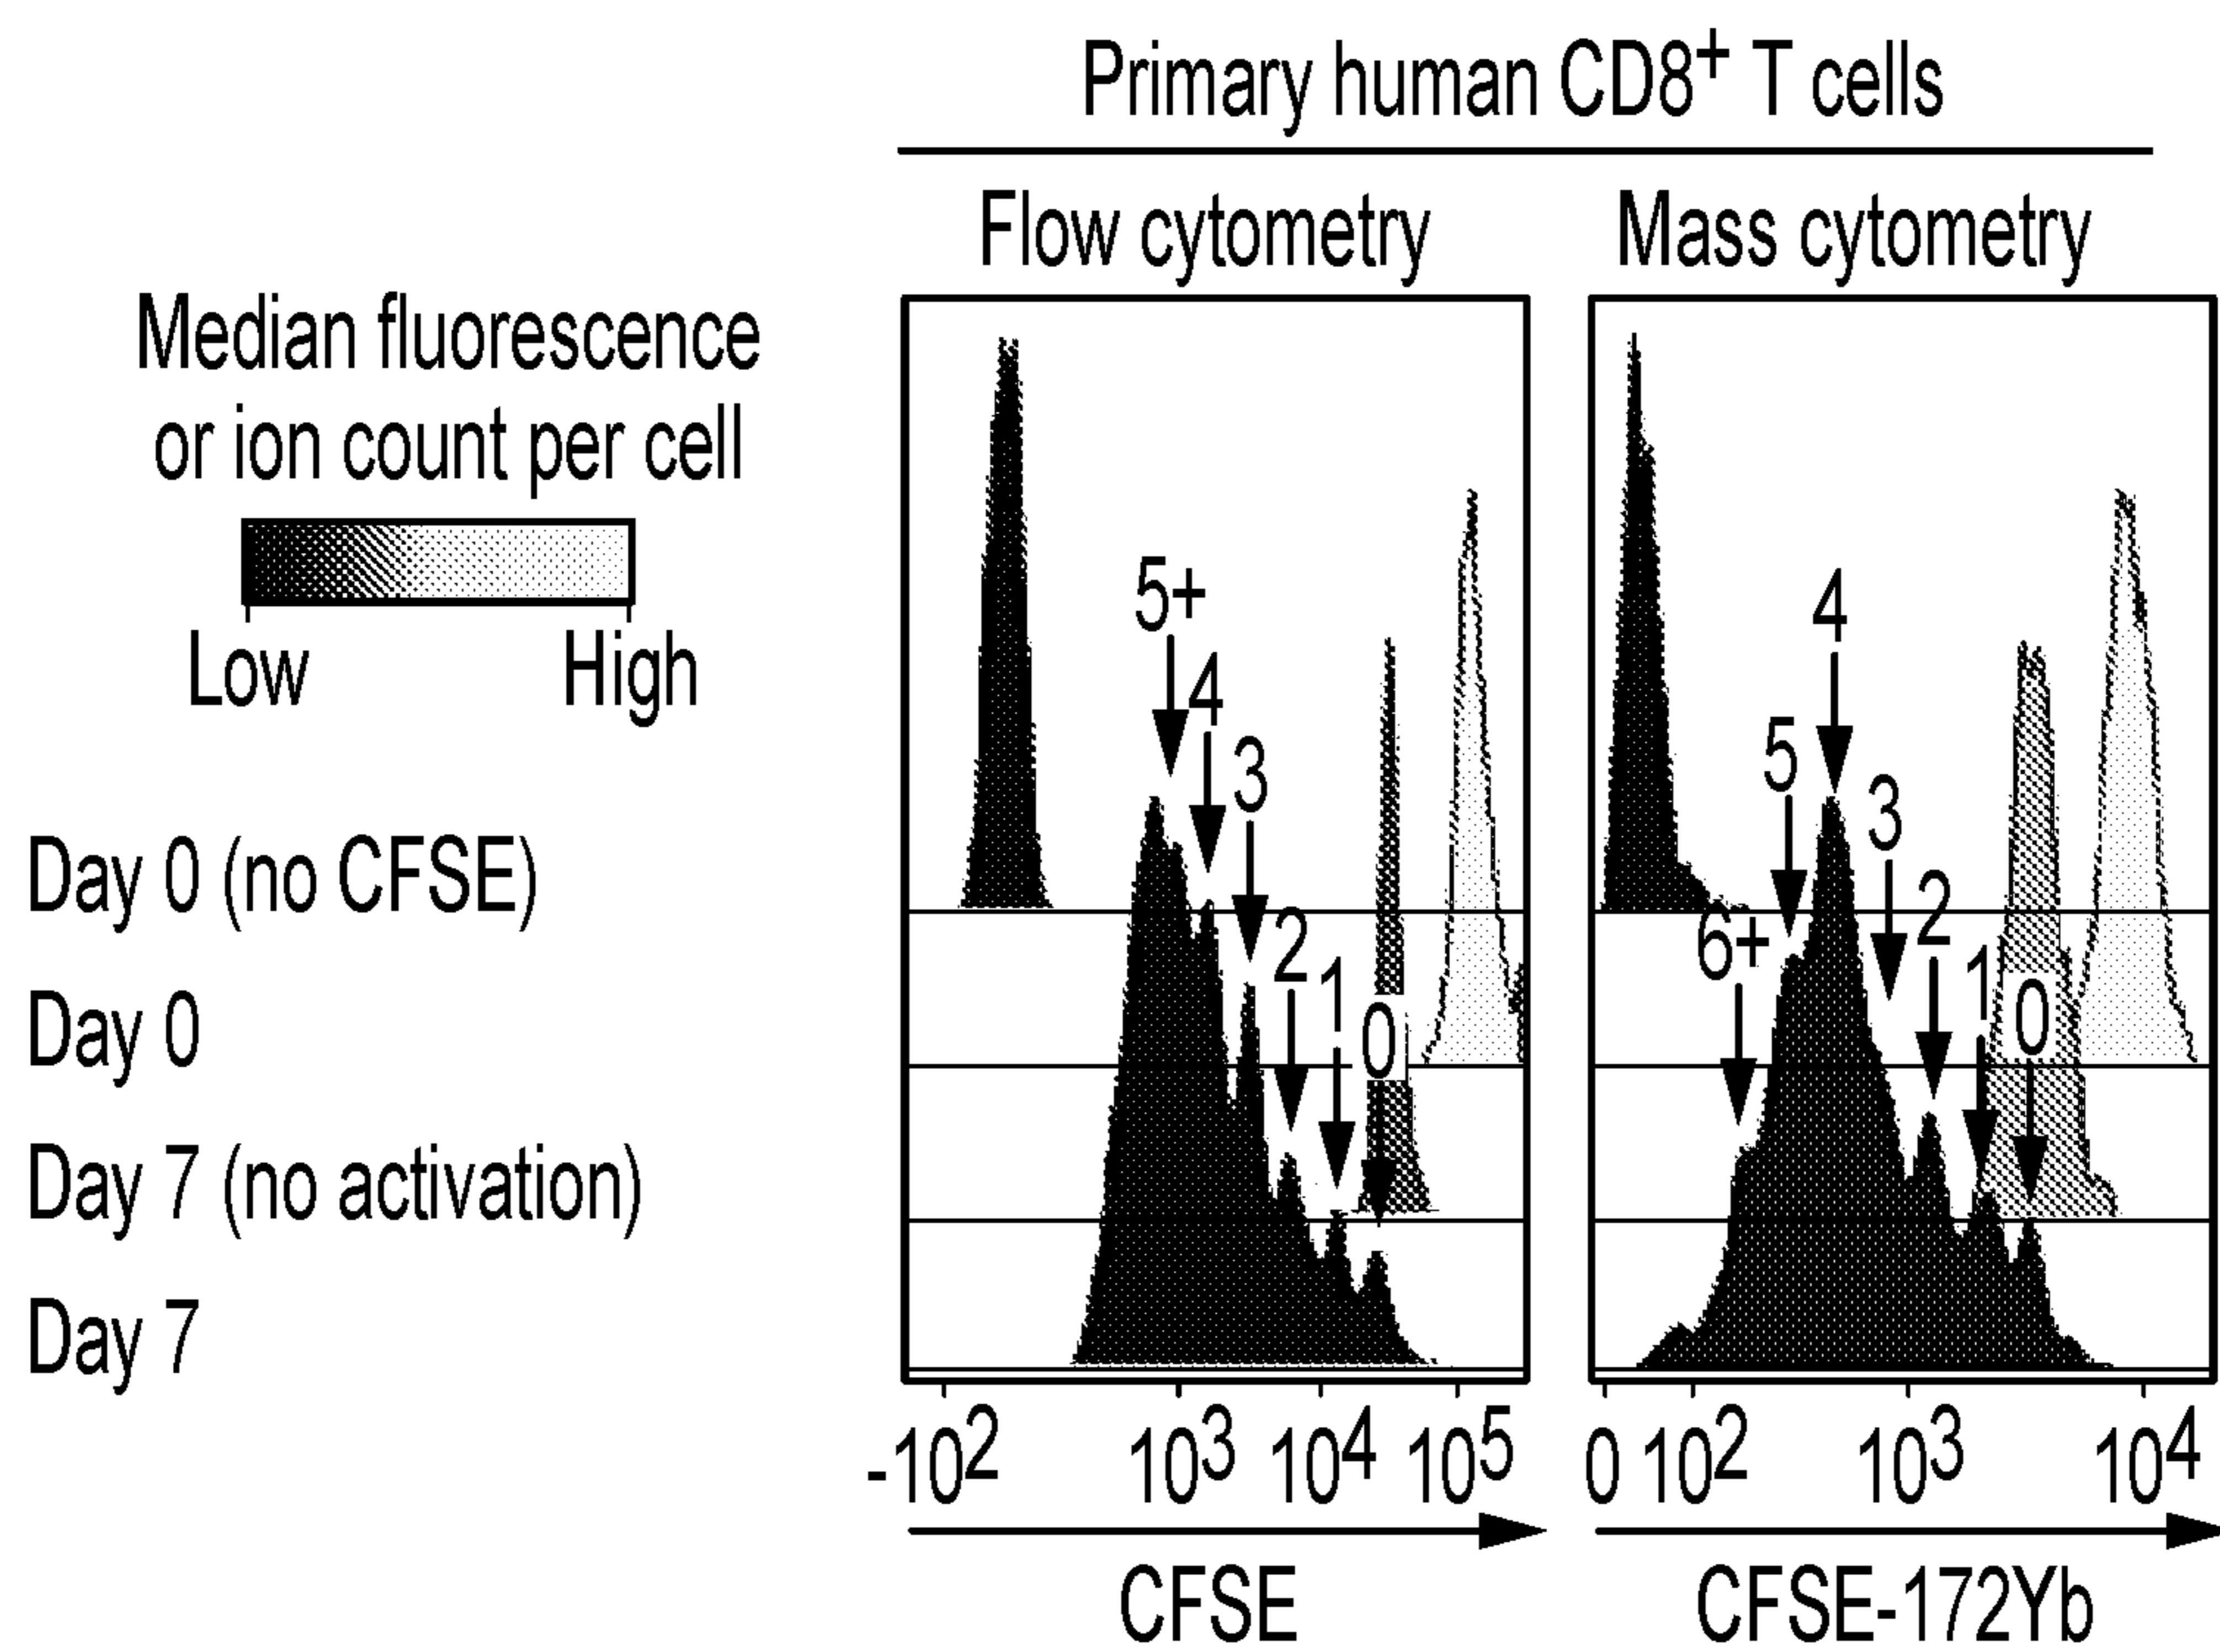 Primary human CD8+ T cells
Flow cytometry
Mass cytometry
Median fluorescence
or ion count per cell
Low
High
Day 0 (no CFSE)
Day 0
Day 7 (no activation)
Day 7
5+
4
3
2
1
0
6+
5
4
3
2
1
0
-10² 10³ 10⁴ 10⁵
0 10² 10³ 10⁴
CFSE
CFSE-172Yb